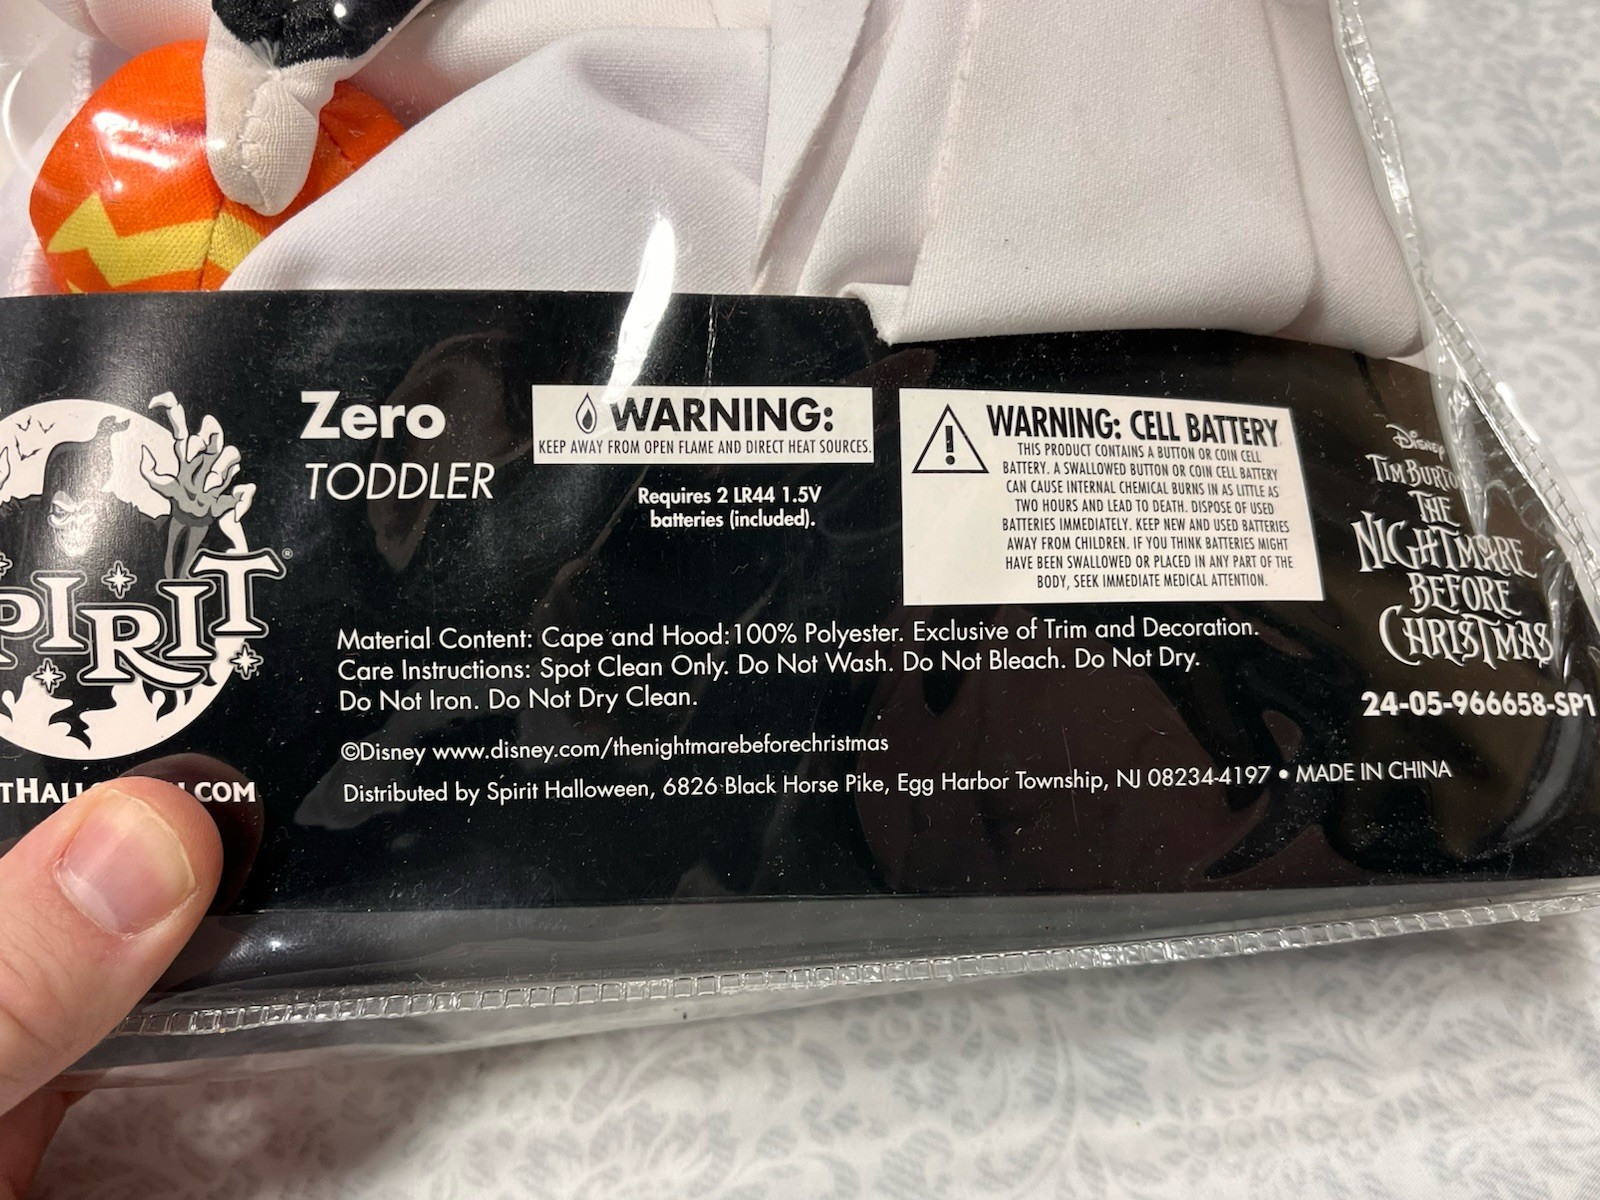 Zero
TODDLER
WARNING:
KEEP AWAY FROM OPEN FLAME AND DIRECT HEAT SOURCES.
Requires 2 LR44 1.5V
batteries (included).
WARNING: CELL BATTERY
THIS PRODUCT CONTAINS A BUTTON OR COIN CELL
BATTERY. A SWALLOWED BUTTON OR COIN CELL BATTERY
CAN CAUSE INTERNAL CHEMICAL BURNS IN AS LITTLE AS
TWO HOURS AND LEAD TO DEATH. DISPOSE OF USED
BATTERIES IMMEDIATELY. KEEP NEW AND USED BATTERIES
AWAY FROM CHILDREN. IF YOU THINK BATTERIES MIGHT
HAVE BEEN SWALLOWED OR PLACED IN ANY PART OF THE
BODY, SEEK IMMEDIATE MEDICAL ATTENTION.
Disney
TIM BURTO
THE
NIGHTMARE
BEFORE
CHRISTMAS
24-05-966658-SP1
PIRIT®
.COM
Material Content: Cape and Hood:100% Polyester. Exclusive of Trim and Decoration.
Care Instructions: Spot Clean Only. Do Not Wash. Do Not Bleach. Do Not Dry.
Do Not Iron. Do Not Dry Clean.
©Disney www.disney.com/thenightmarebeforechristmas
Distributed by Spirit Halloween, 6826 Black Horse Pike, Egg Harbor Township, NJ 08234-4197 • MADE IN CHINA